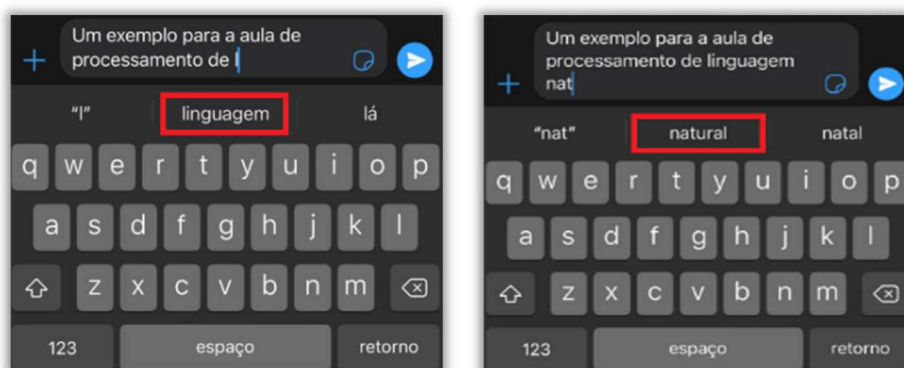 Um exemplo para a aula de
processamento de l
"l" linguagem lá
q w e r t y u i o p
a s d f g h j k l
z x c v b n m
123 espaço retorno
Um exemplo para a aula de
processamento de linguagem
nat
"nat" natural natal
q w e r t y u i o p
a s d f g h j k l
z x c v b n m
123 espaço retorno